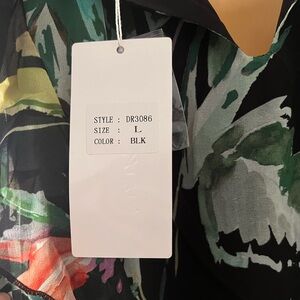 STYLE : DR3086
SIZE : L
COLOR : BLK